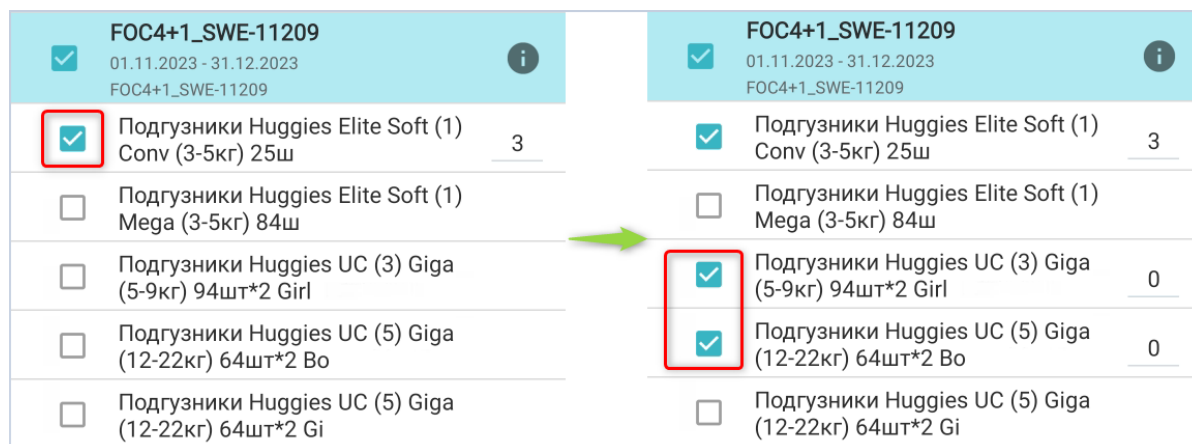 FOC4+1_SWE-11209
01.11.2023 - 31.12.2023
FOC4+1_SWE-11209
Подгузники Huggies Elite Soft (1)
Conv (3-5кг) 25ш
3
Подгузники Huggies Elite Soft (1)
Mega (3-5кг) 84ш
Подгузники Huggies UC (3) Giga
(5-9кг) 94шт*2 Girl
Подгузники Huggies UC (5) Giga
(12-22кг) 64шт*2 Bo
Подгузники Huggies UC (5) Giga
(12-22кг) 64шт*2 Gi
FOC4+1_SWE-11209
01.11.2023 - 31.12.2023
FOC4+1_SWE-11209
Подгузники Huggies Elite Soft (1)
Conv (3-5кг) 25ш
3
Подгузники Huggies Elite Soft (1)
Mega (3-5кг) 84ш
Подгузники Huggies UC (3) Giga
(5-9кг) 94шт*2 Girl
0
Подгузники Huggies UC (5) Giga
(12-22кг) 64шт*2 Bo
0
Подгузники Huggies UC (5) Giga
(12-22кг) 64шт*2 Gi